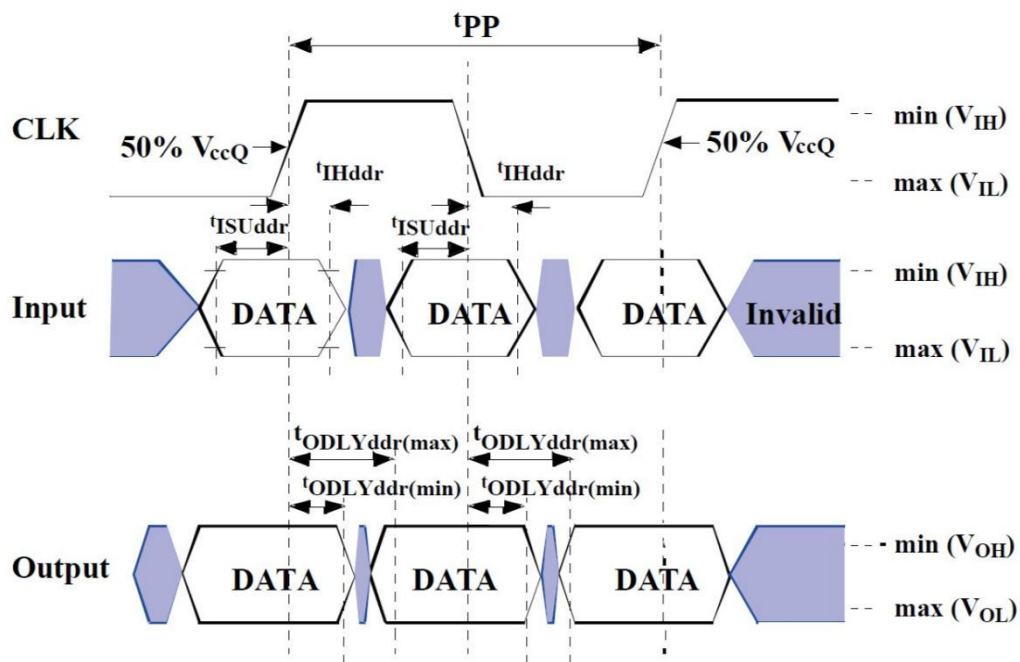 tPP
CLK
50% VccQ
50% VccQ
min (VIH)
max (VIL)
tIHddr
tIHddr
tISUddr
tISUddr
Input
DATA
DATA
DATA
Invalid
min (VIH)
max (VIL)
tODLYddr(max)
tODLYddr(max)
tODLYddr(min)
tODLYddr(min)
Output
DATA
DATA
DATA
min (VOH)
max (VOL)